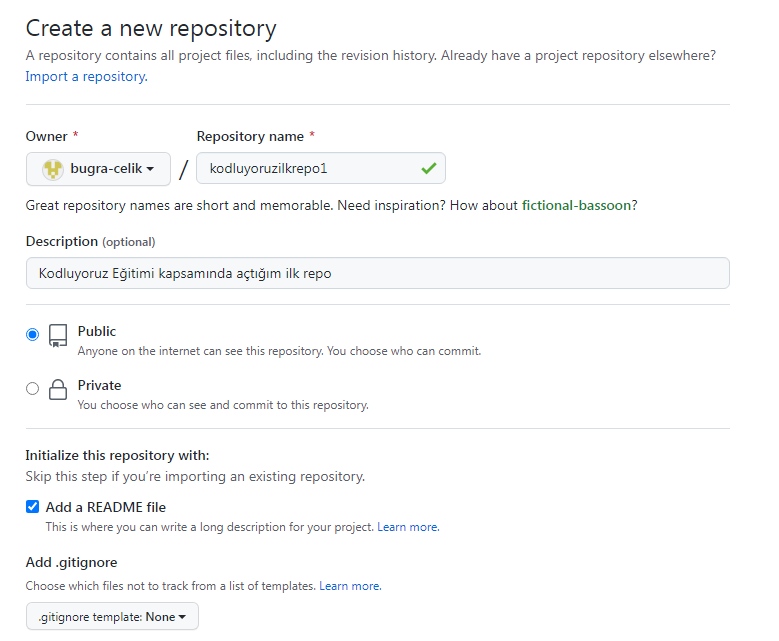 Create a new repository
A repository contains all project files, including the revision history. Already have a project repository elsewhere?
Import a repository.
Owner * Repository name *
bugra-celik / kodluyoruzilkrepo1
Great repository names are short and memorable. Need inspiration? How about fictional-bassoon?
Description (optional)
Kodluyoruz Eğitimi kapsamında açtığım ilk repo
Public
Anyone on the internet can see this repository. You choose who can commit.
Private
You choose who can see and commit to this repository.
Initialize this repository with:
Skip this step if you’re importing an existing repository.
Add a README file
This is where you can write a long description for your project. Learn more.
Add .gitignore
Choose which files not to track from a list of templates. Learn more.
.gitignore template: None